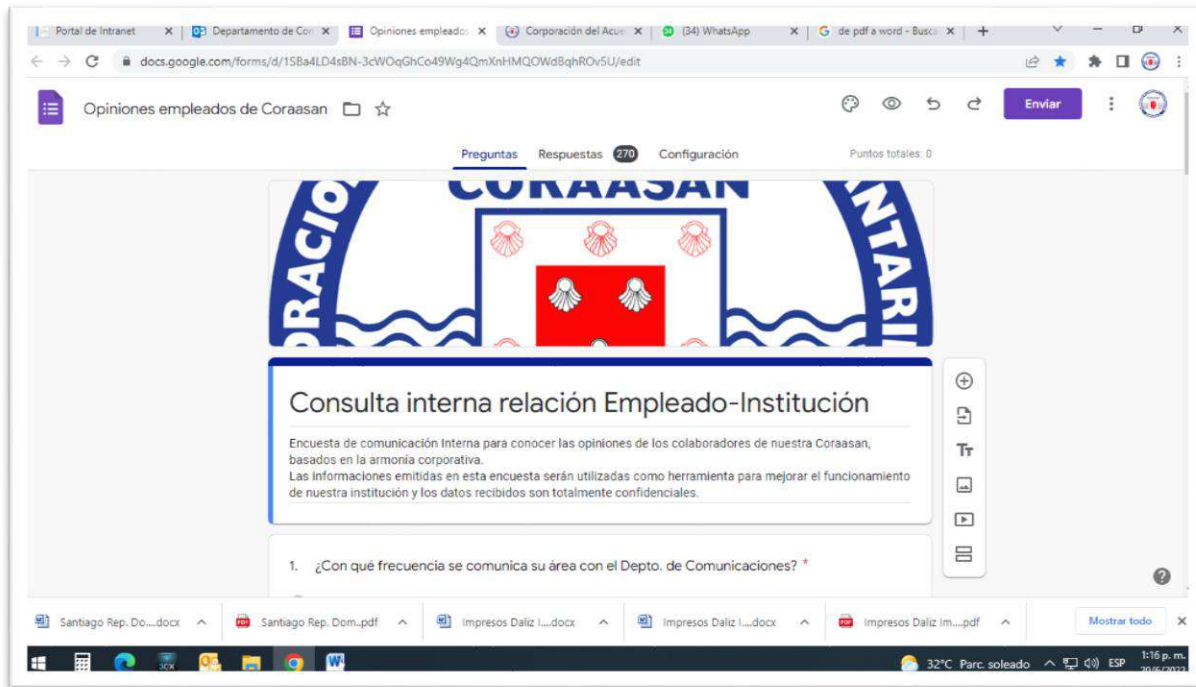 Portal de Intranet
Departamento de Con
Opiniones empleados
Corporación del Acue
(34) WhatsApp
de pdf a word - Busca
docs.google.com/forms/d/1SBa4LD4sBN-3cWOqGhCo49Wg4QmXnHMQOWdBqhROv5U/edit
Opiniones empleados de Coraasan
Enviar
Preguntas Respuestas 270 Configuración
Puntos totales: 0
CORAASAN
Consulta interna relación Empleado-Institución
Encuesta de comunicación Interna para conocer las opiniones de los colaboradores de nuestra Coraasan,
basados en la armonía corporativa.
Las informaciones emitidas en esta encuesta serán utilizadas como herramienta para mejorar el funcionamiento
de nuestra institución y los datos recibidos son totalmente confidenciales.
1. ¿Con qué frecuencia se comunica su área con el Depto. de Comunicaciones? *
Santiago Rep. Do....docx
Santiago Rep. Dom..pdf
Impresos Daliz I....docx
Impresos Daliz I....docx
Impresos Daliz Im....pdf
Mostrar todo
32°C Parc. soleado
ESP
1:16 p. m.